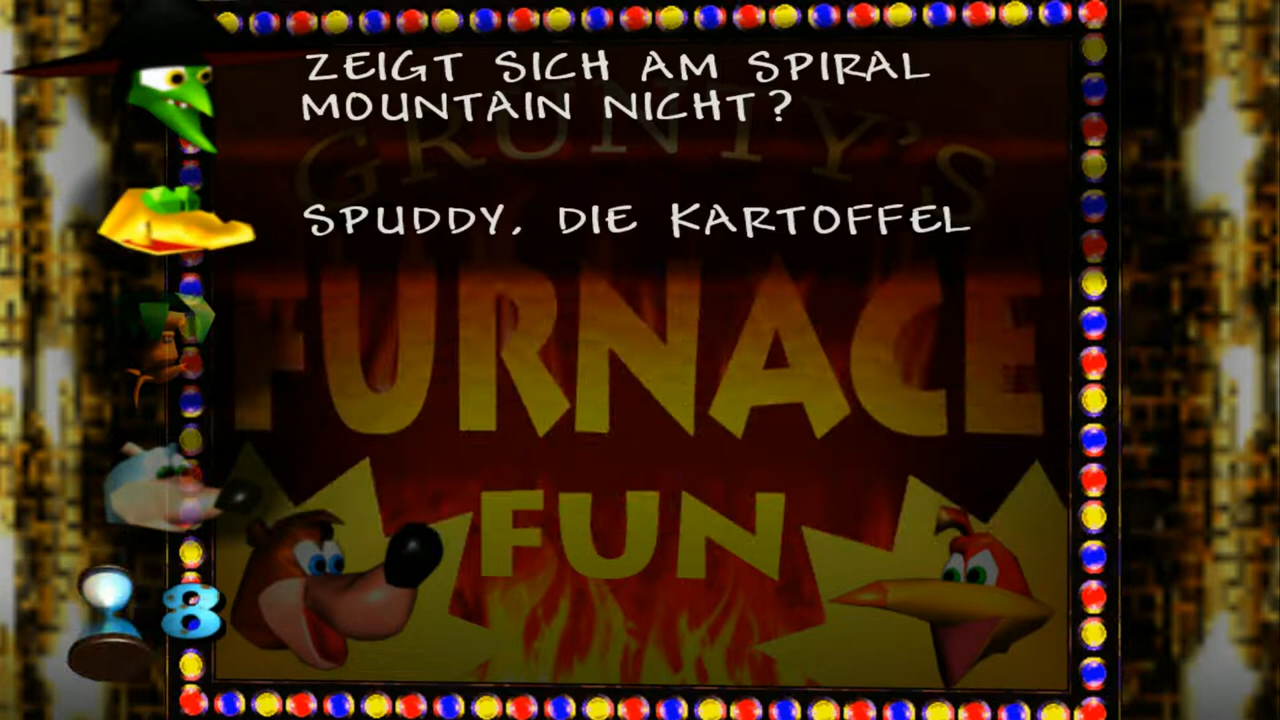 ZEIGT SICH AM SPIRAL
MOUNTAIN NICHT?
GRUNTY'S
SPUDDY, DIE KARTOFFEL
FURNACE
FUN
8